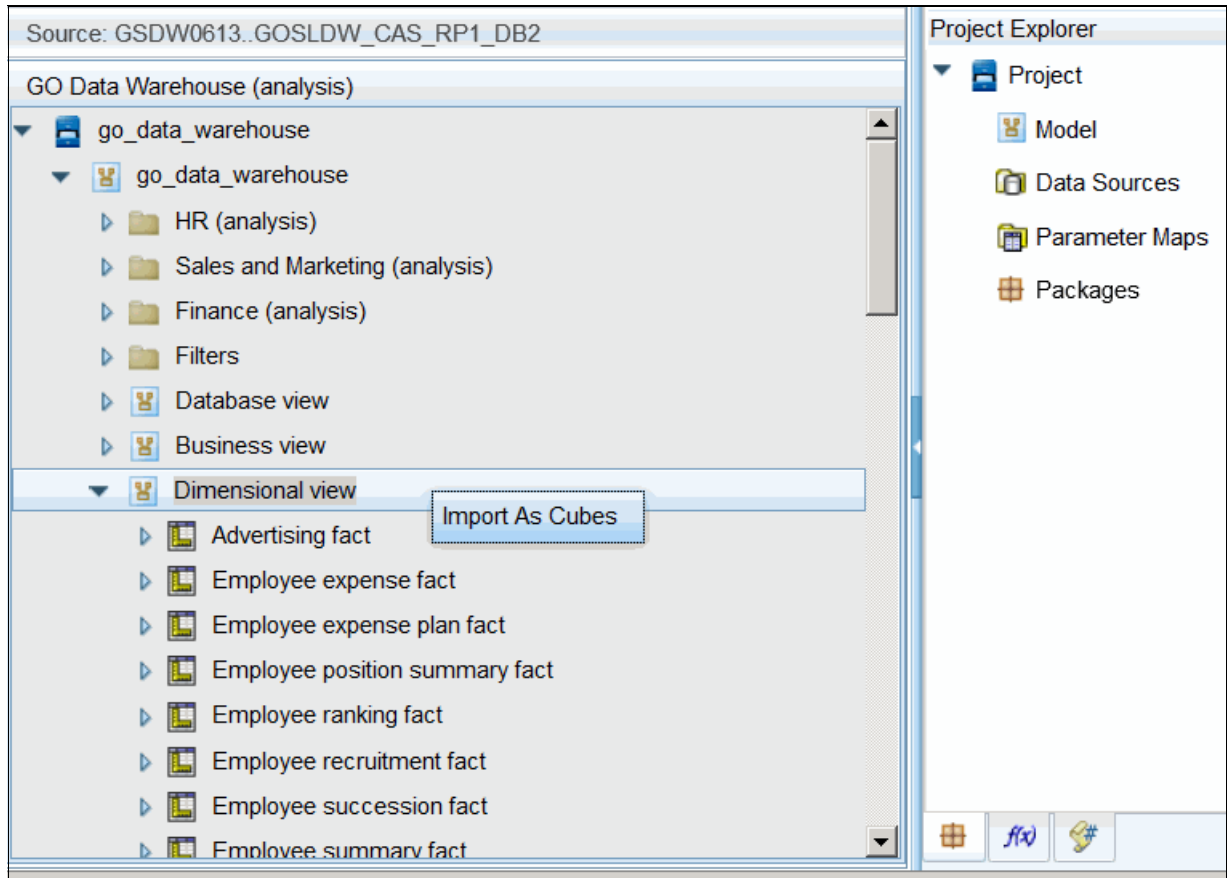 Source: GSDW0613..GOSLDW_CAS_RP1_DB2
GO Data Warehouse (analysis)
go_data_warehouse
go_data_warehouse
HR (analysis)
Sales and Marketing (analysis)
Finance (analysis)
Filters
Database view
Business view
Dimensional view
Import As Cubes
Advertising fact
Employee expense fact
Employee expense plan fact
Employee position summary fact
Employee ranking fact
Employee recruitment fact
Employee succession fact
Employee summary fact
Project Explorer
Project
Model
Data Sources
Parameter Maps
Packages
f(x)
#